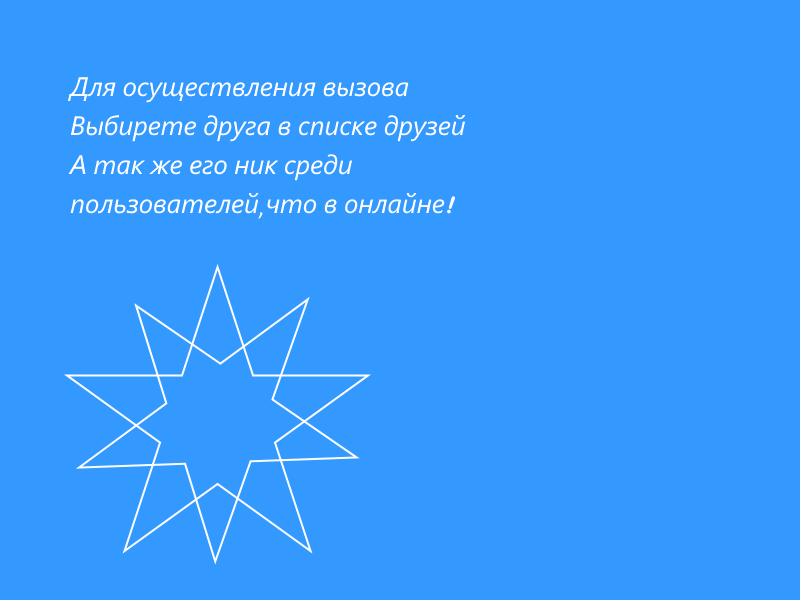 Для осуществления вызова
Выбирете друга в списке друзей
А так же его ник среди
пользователей,что в онлайне!